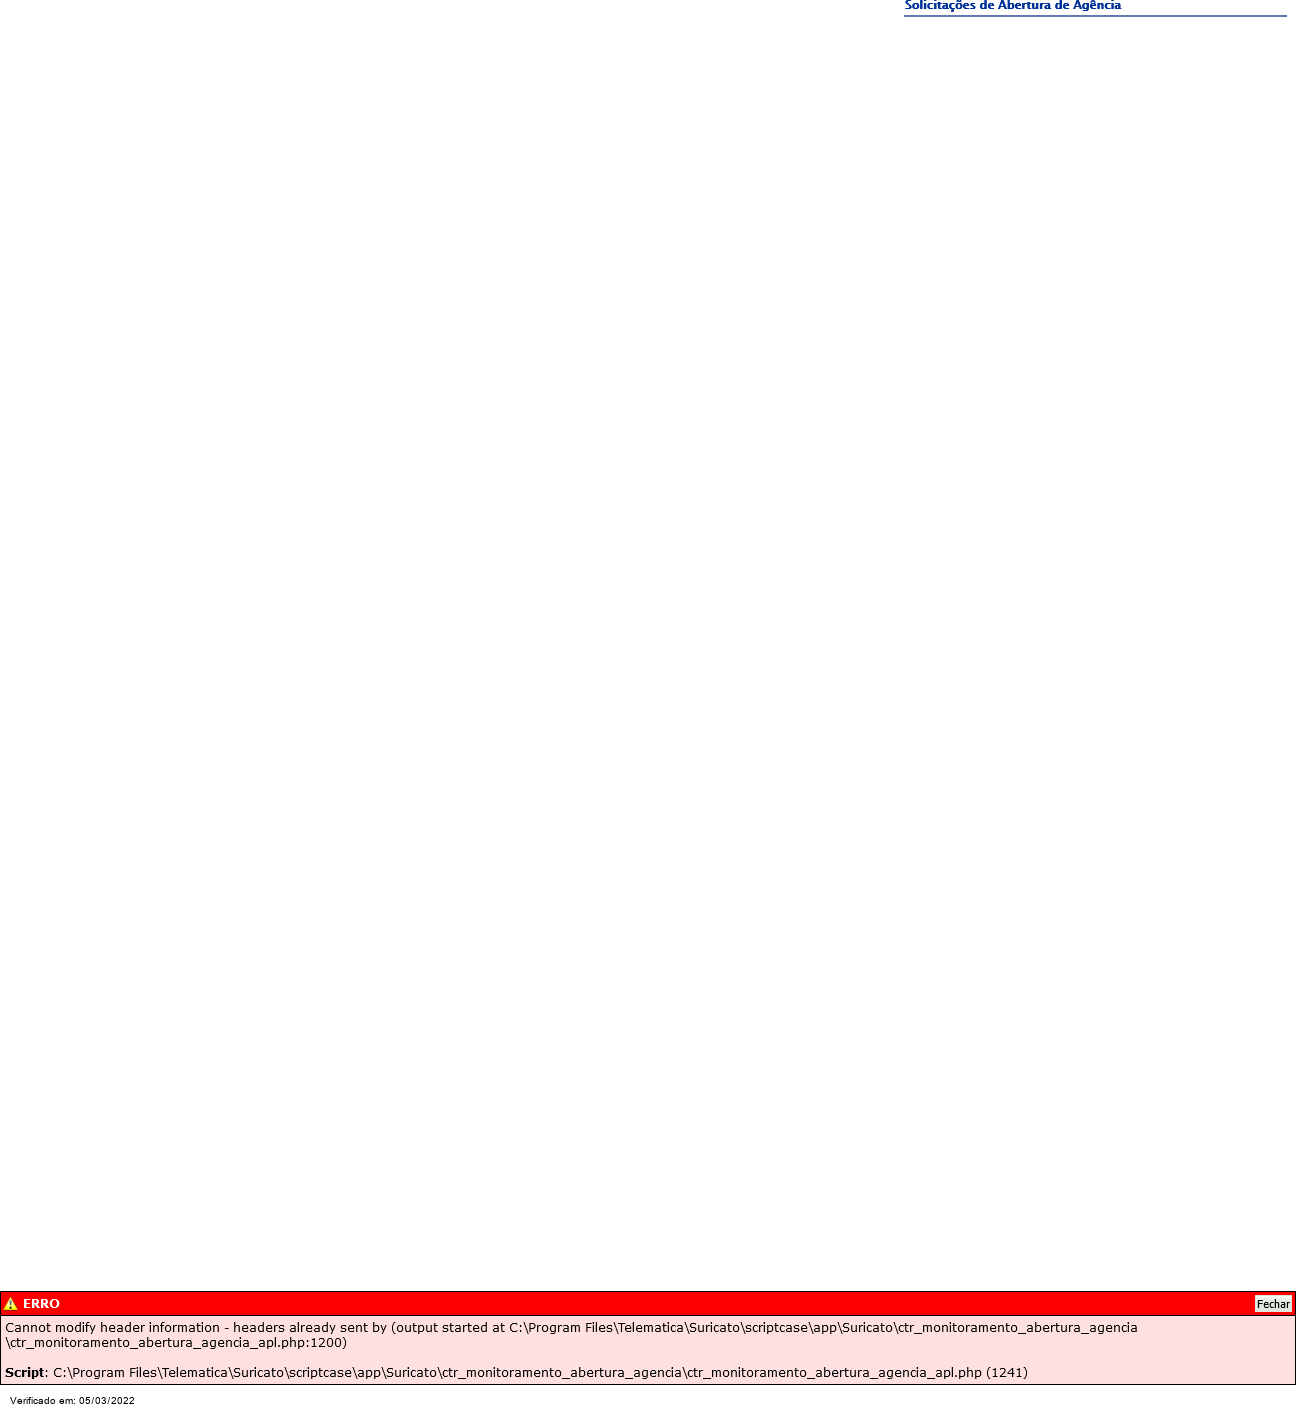 Solicitações de Abertura de Agência
ERRO
Fechar
Cannot modify header information - headers already sent by (output started at C:\Program Files\Telematica\Suricato\scriptcase\app\Suricato\ctr_monitoramento_abertura_agencia
\ctr_monitoramento_abertura_agencia_apl.php:1200)
Script: C:\Program Files\Telematica\Suricato\scriptcase\app\Suricato\ctr_monitoramento_abertura_agencia\ctr_monitoramento_abertura_agencia_apl.php (1241)
Verificado em: 05/03/2022